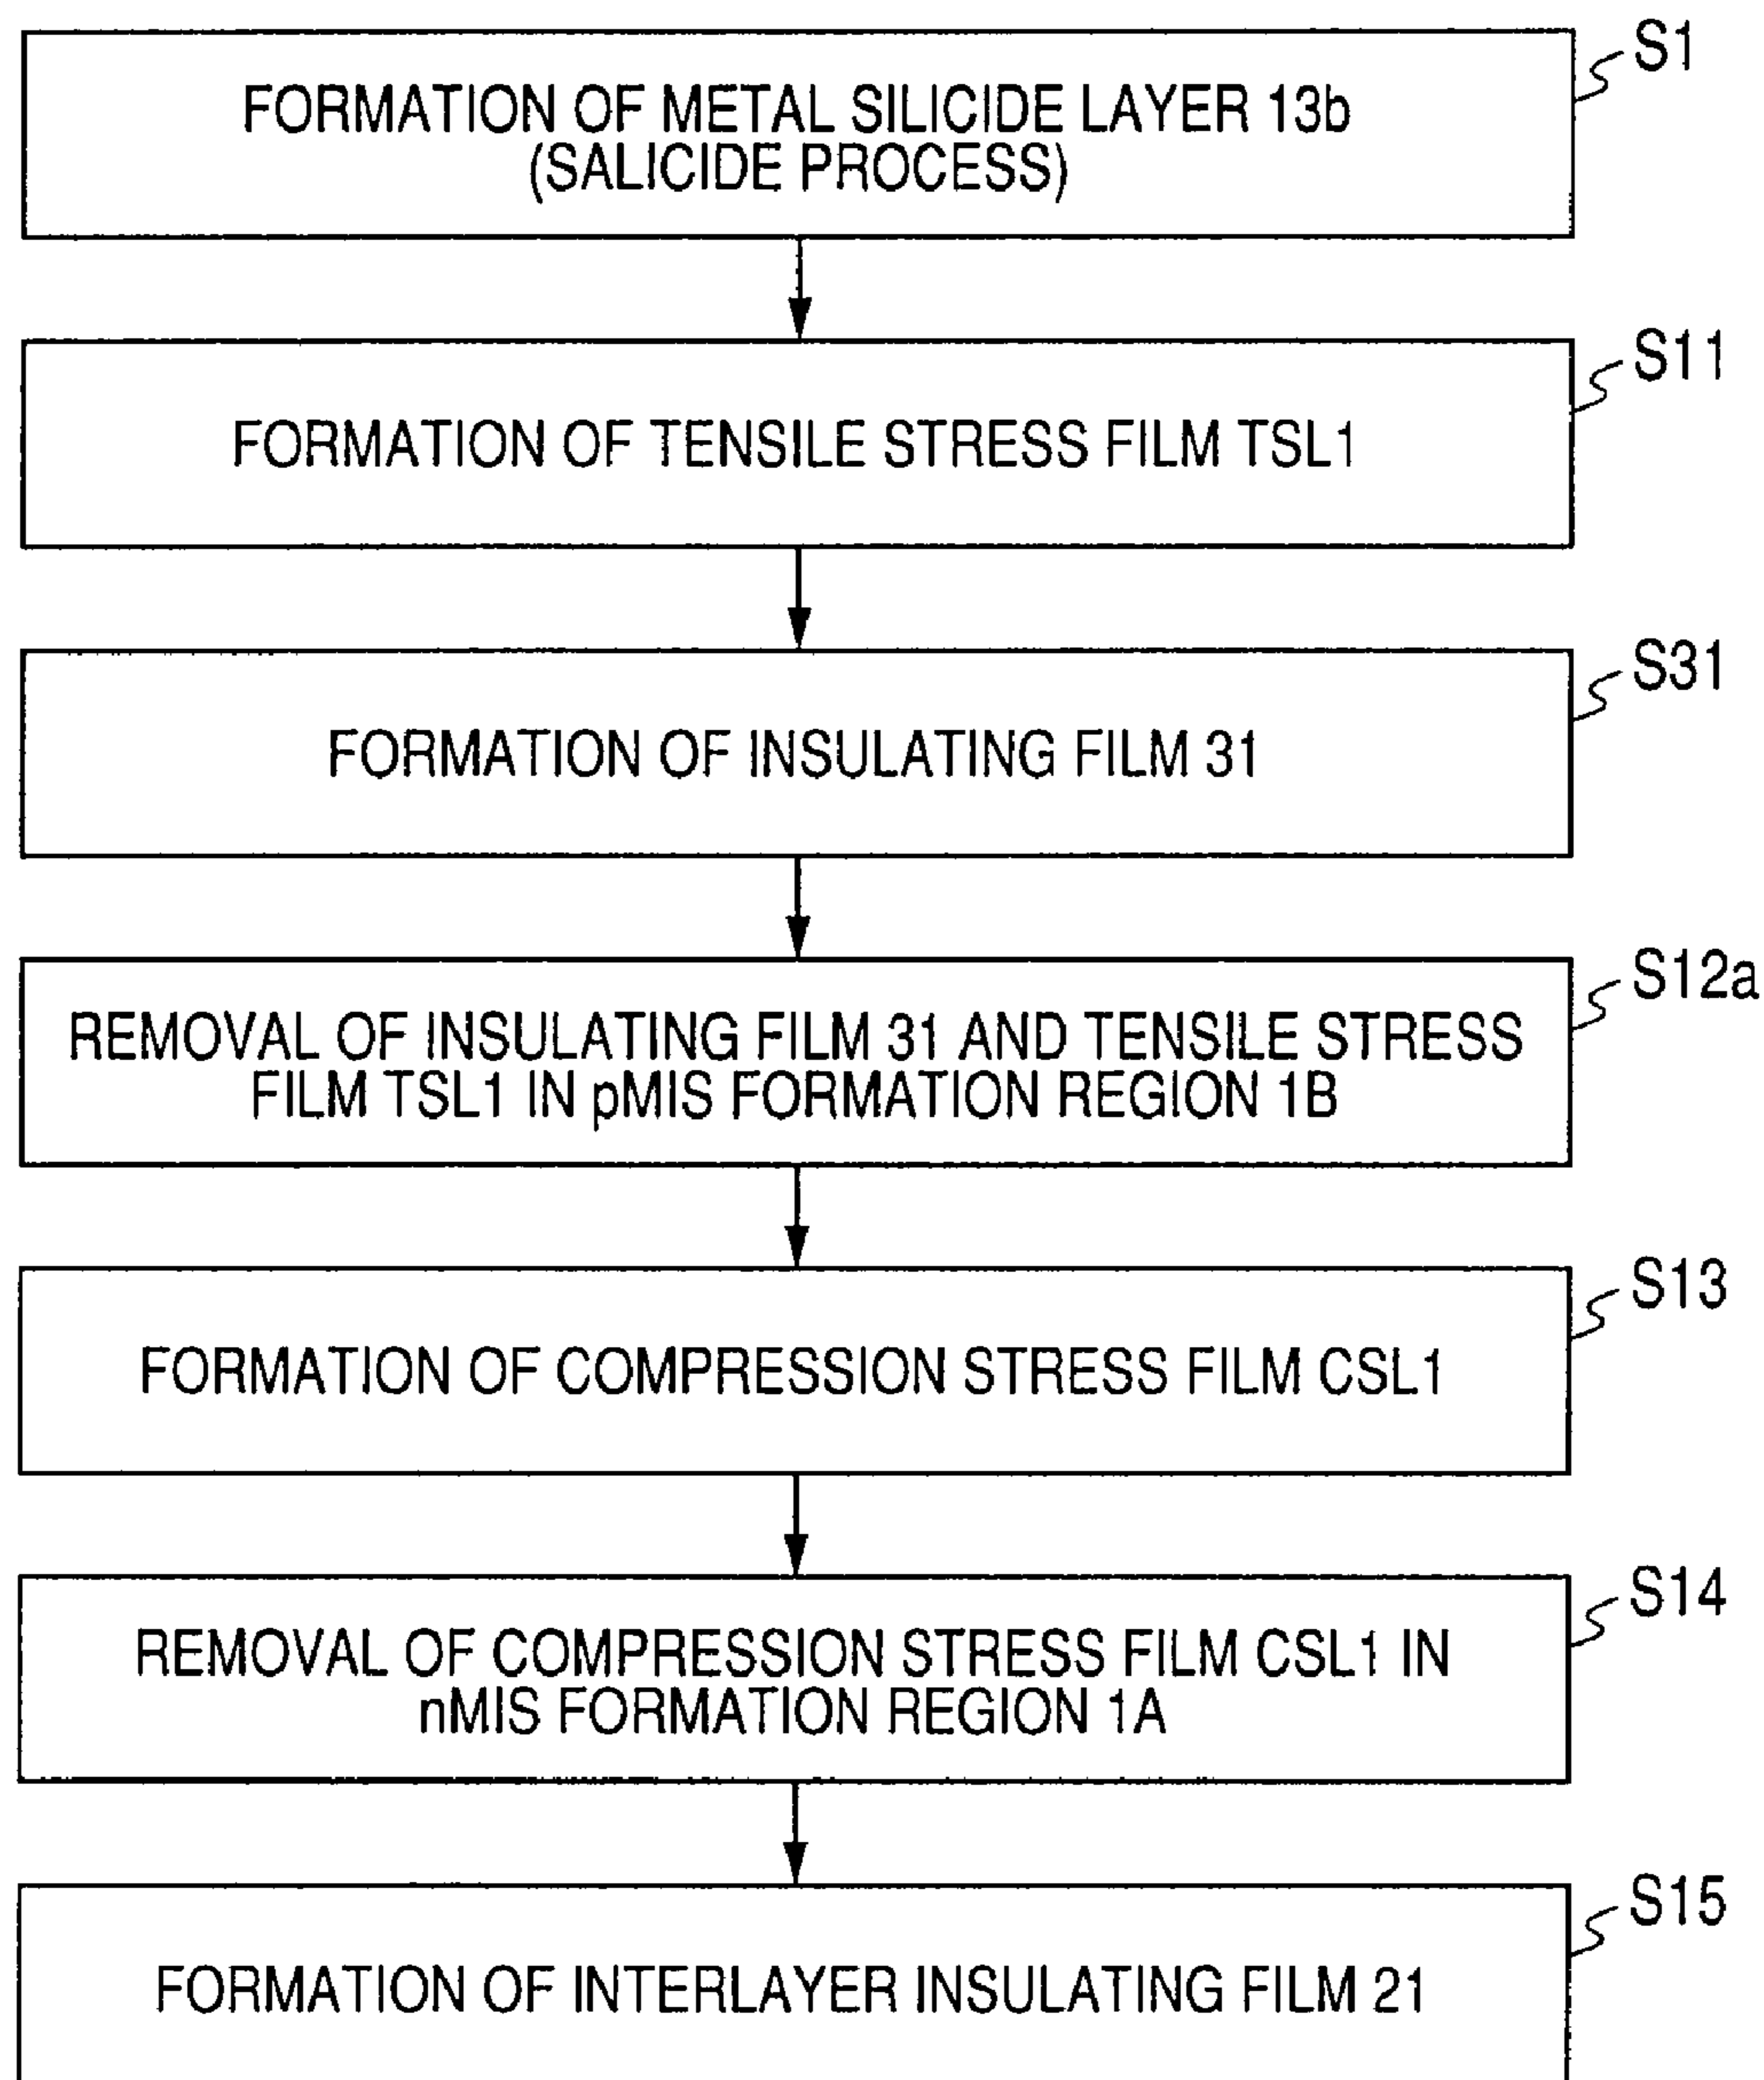 S1
FORMATION OF METAL SILICIDE LAYER 13b
(SALICIDE PROCESS)
S11
FORMATION OF TENSILE STRESS FILM TSL1
S31
FORMATION OF INSULATING FILM 31
S12a
REMOVAL OF INSULATING FILM 31 AND TENSILE STRESS
FILM TSL1 IN pMIS FORMATION REGION 1B
S13
FORMATION OF COMPRESSION STRESS FILM CSL1
S14
REMOVAL OF COMPRESSION STRESS FILM CSL1 IN
nMIS FORMATION REGION 1A
S15
FORMATION OF INTERLAYER INSULATING FILM 21